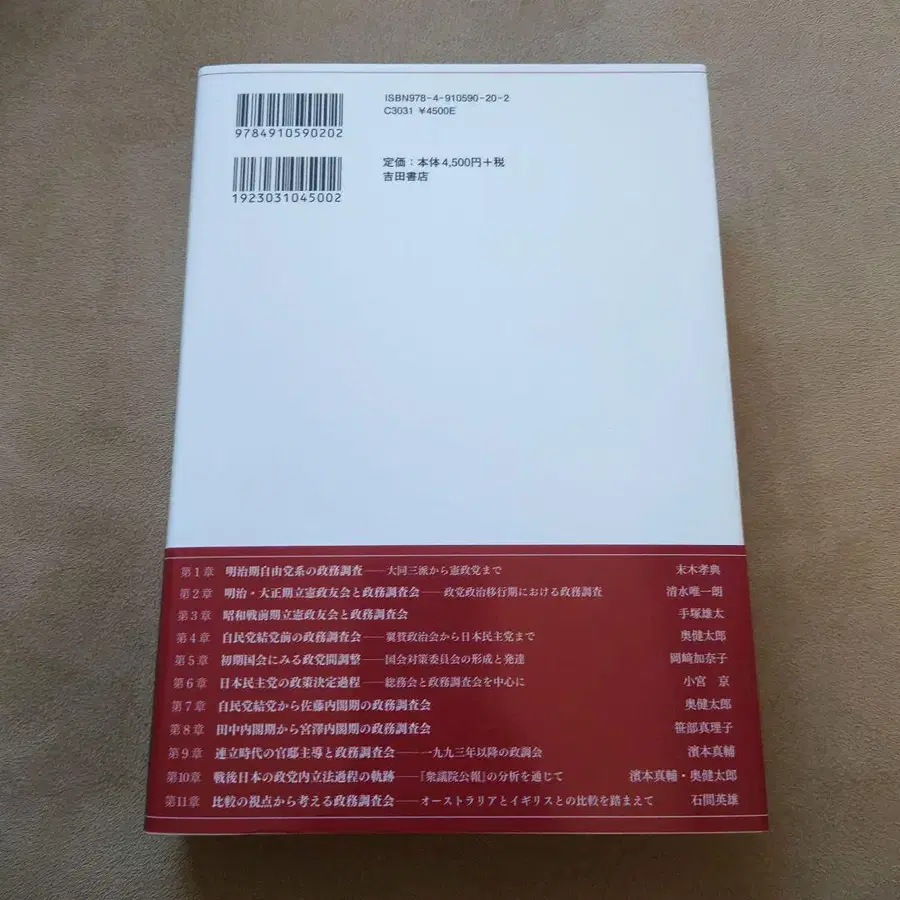 ISBN978-4-910590-20-2
C3031 ¥4500E
9784910590202
定価：本体4,500円＋税
吉田書店
1923031045002
第1章 明治期自由党系の政務調査──大同三派から憲政党まで 末木孝典
第2章 明治・大正期立憲政友会と政務調査会──政党政治移行期における政務調査 清水唯一朗
第3章 昭和戦前期立憲政友会と政務調査会 手塚雄太
第4章 自民党結党前の政務調査会──翼賛政治会から日本民主党まで 奥健太郎
第5章 初期国会にみる政党間調整──国会対策委員会の形成と発達 岡﨑加奈子
第6章 日本民主党の政策決定過程──総務会と政務調査会を中心に 小宮 京
第7章 自民党結党から佐藤内閣期の政務調査会 奥健太郎
第8章 田中内閣期から宮澤内閣期の政務調査会 笹部真理子
第9章 連立時代の官邸主導と政務調査会──一九九三年以降の政調会 濱本真輔
第10章 戦後日本の政党内立法過程の軌跡──『衆議院公報』の分析を通じて 濱本真輔・奥健太郎
第11章 比較の視点から考える政務調査会──オーストラリアとイギリスとの比較を踏まえて 石間英雄